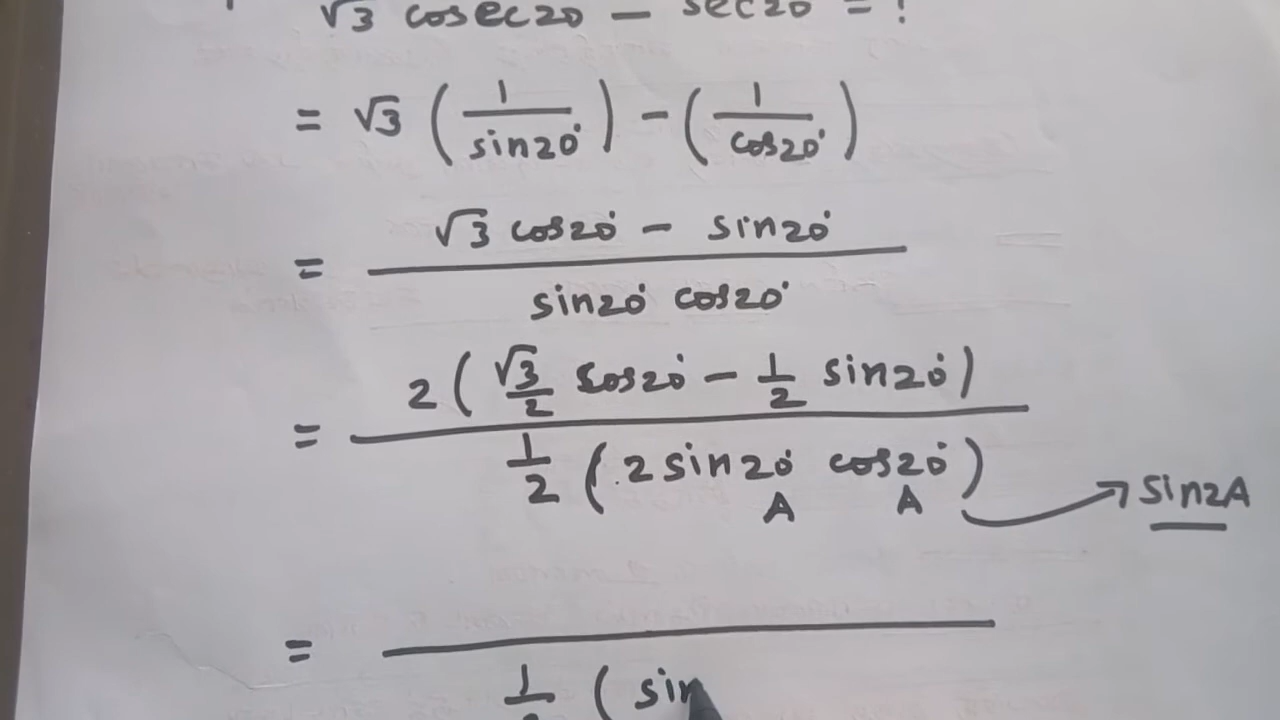 √3 cosec20 - sec20 = ?
= √3 (1/sin20°) - (1/cos20°)
= (√3 cos20° - sin20°)/(sin20° cos20°)
= 2(√3/2 cos20° - 1/2 sin20°)/(1/2 (2 sin20° cos20°)) → sin2A
A A
= 1/2 (sin